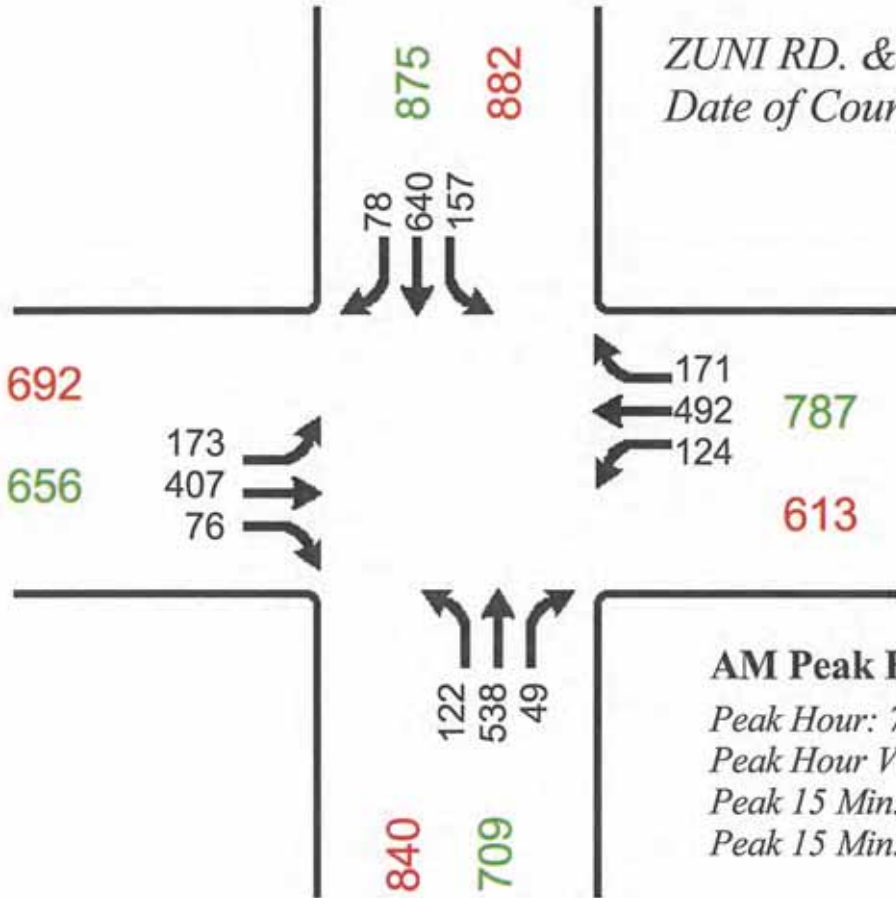 ZUNI RD. &
Date of
875
882
78
640
157
692
656
173
407
76
171
492
124
787
613
122
538
49
840
709
AM Peak
Peak Hour: 7
Peak Hour V
Peak 15 Min.
Peak 15 Min.